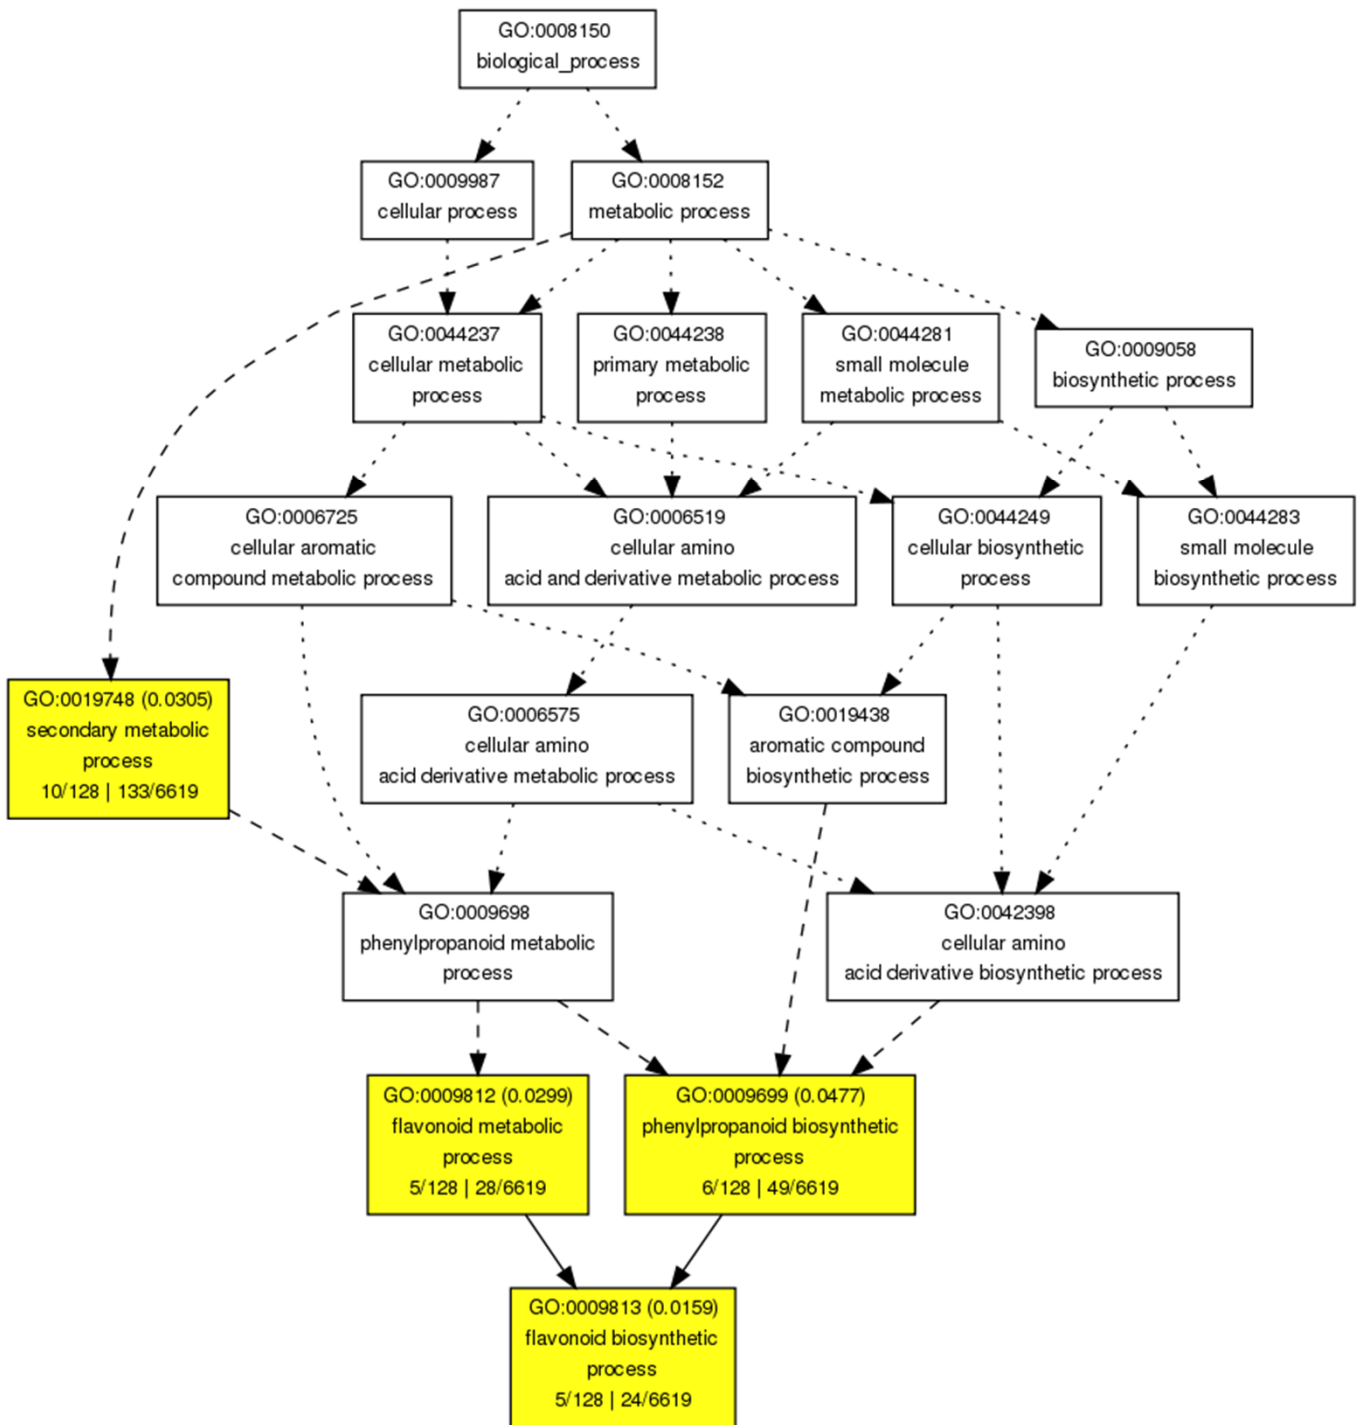 GO:0008150
biological_process
GO:0009987
cellular process
GO:0008152
metabolic process
GO:0044237
cellular metabolic
process
GO:0044238
primary metabolic
process
GO:0044281
small molecule
metabolic process
GO:0009058
biosynthetic process
GO:0006725
cellular aromatic
compound metabolic process
GO:0006519
cellular amino
acid and derivative metabolic process
GO:0044249
cellular biosynthetic
process
GO:0044283
small molecule
biosynthetic process
GO:0019748 (0.0305)
secondary metabolic
process
10/128 | 133/6619
GO:0006575
cellular amino
acid derivative metabolic process
GO:0019438
aromatic compound
biosynthetic process
GO:0009698
phenylpropanoid metabolic
process
GO:0042398
cellular amino
acid derivative biosynthetic process
GO:0009812 (0.0299)
flavonoid metabolic
process
5/128 | 28/6619
GO:0009699 (0.0477)
phenylpropanoid biosynthetic
process
6/128 | 49/6619
GO:0009813 (0.0159)
flavonoid biosynthetic
process
5/128 | 24/6619